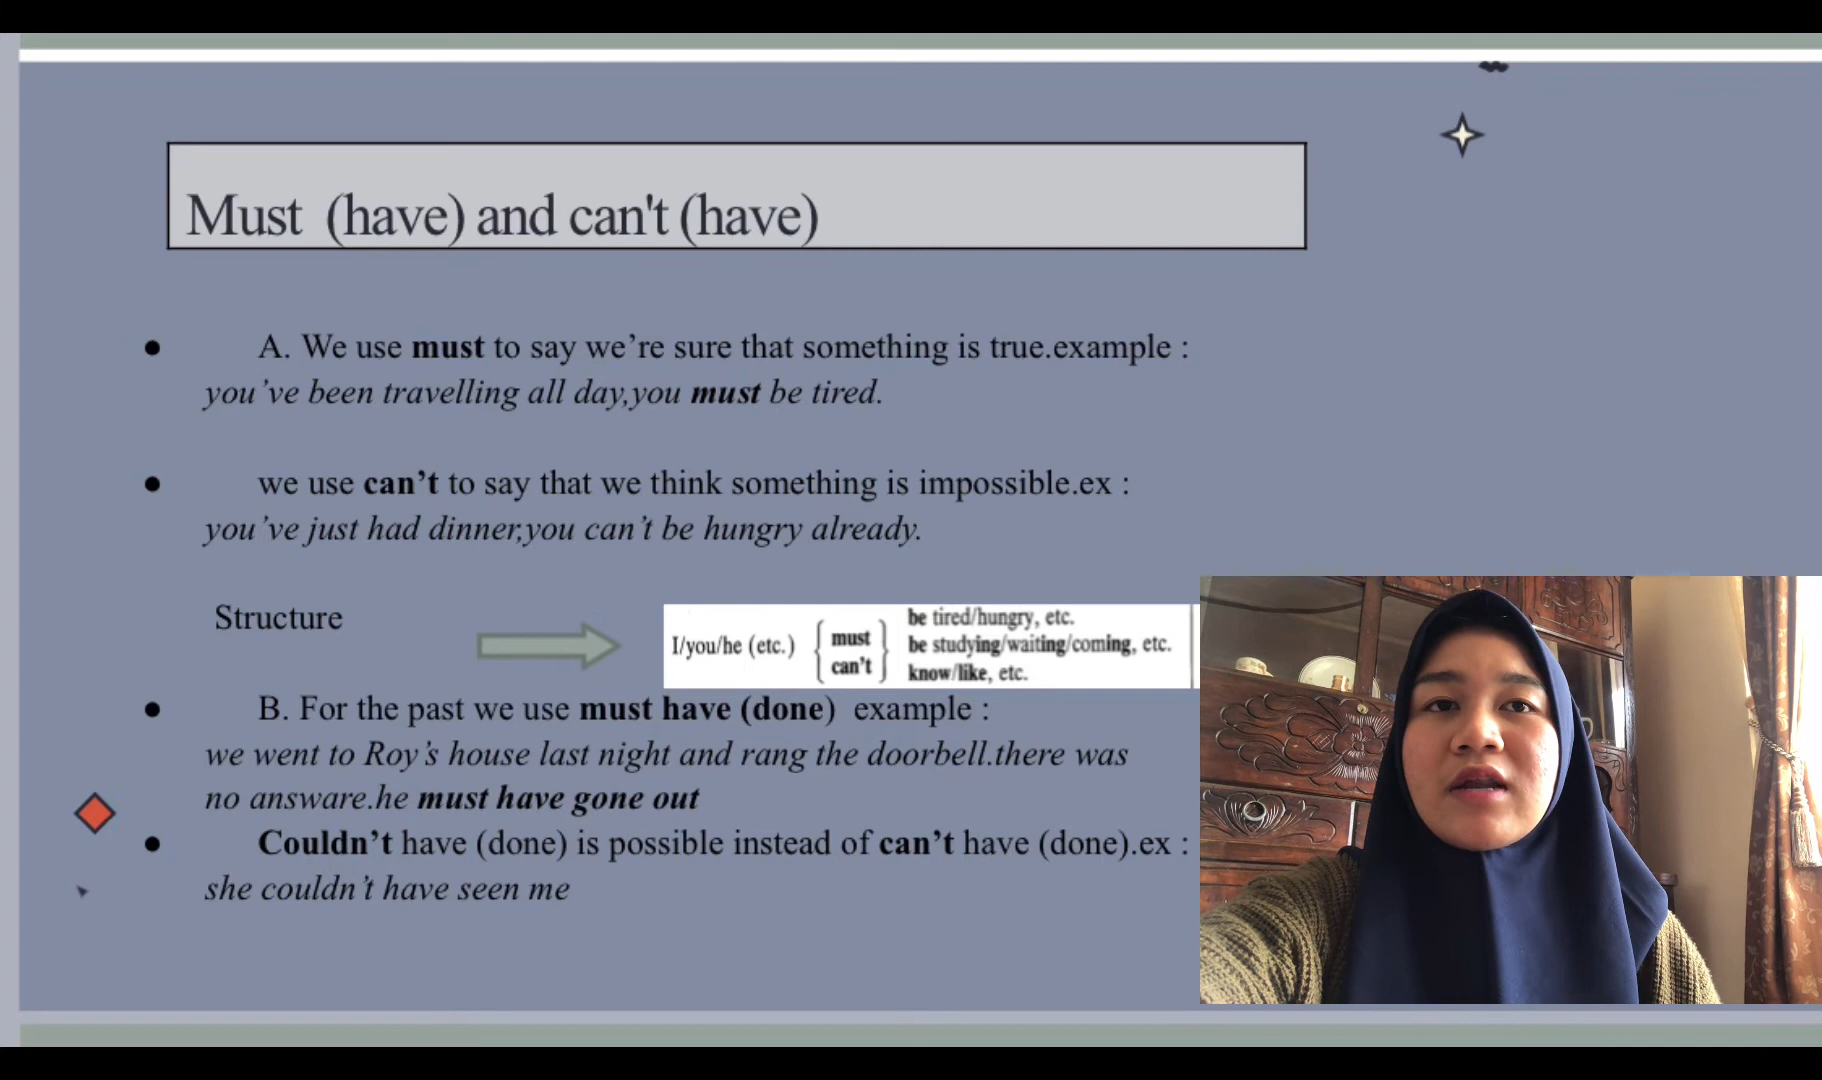 Must (have) and can't (have)
● A. We use must to say we’re sure that something is true.example :
you’ve been travelling all day,you must be tired.
● we use can’t to say that we think something is impossible.ex :
you’ve just had dinner,you can’t be hungry already.
Structure
I/you/he (etc.) { must can’t } be tired/hungry, etc.
be studying/waiting/coming, etc.
know/like, etc.
● B. For the past we use must have (done) example :
we went to Roy’s house last night and rang the doorbell.there was
no answare.he must have gone out
● Couldn’t have (done) is possible instead of can’t have (done).ex :
she couldn’t have seen me